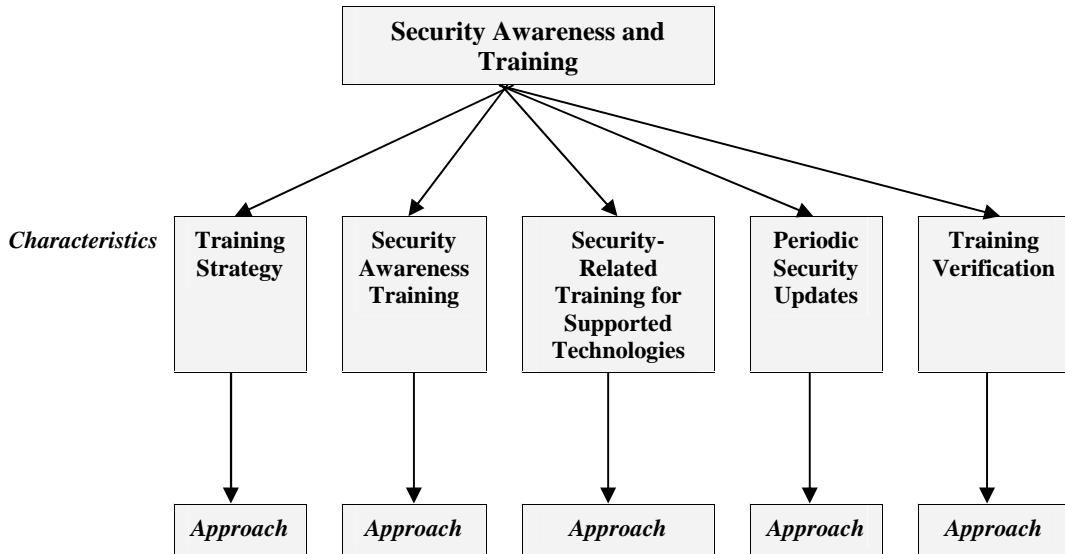 Security Awareness and
Training
Characteristics
Training
Strategy
Security
Awareness
Training
Security-
Related
Training for
Supported
Technologies
Periodic
Security
Updates
Training
Verification
Approach
Approach
Approach
Approach
Approach